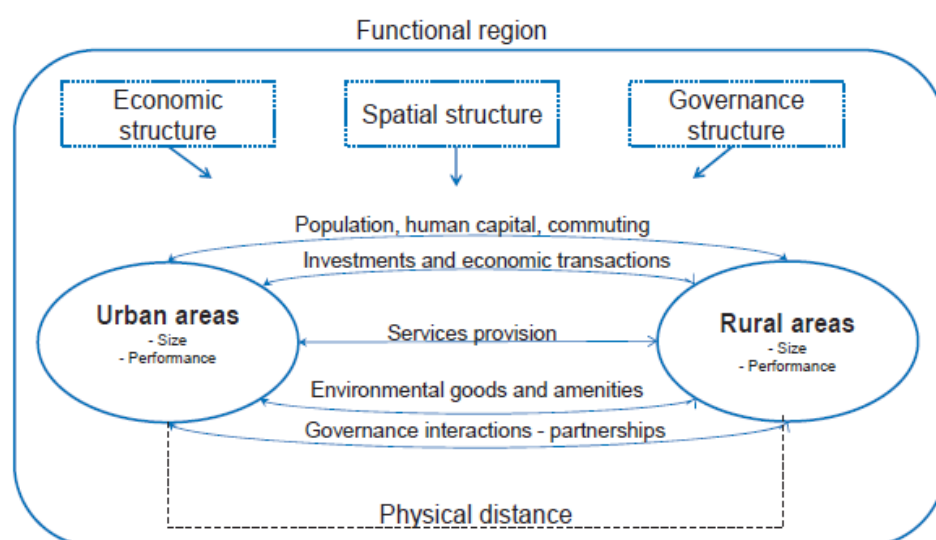 Functional region
Economic
structure
Spatial structure
Governance
structure
Population, human capital, commuting
Investments and economic transactions
Urban areas
- Size
- Performance
Services provision
Rural areas
- Size
- Performance
Environmental goods and amenities
Governance interactions - partnerships
Physical distance